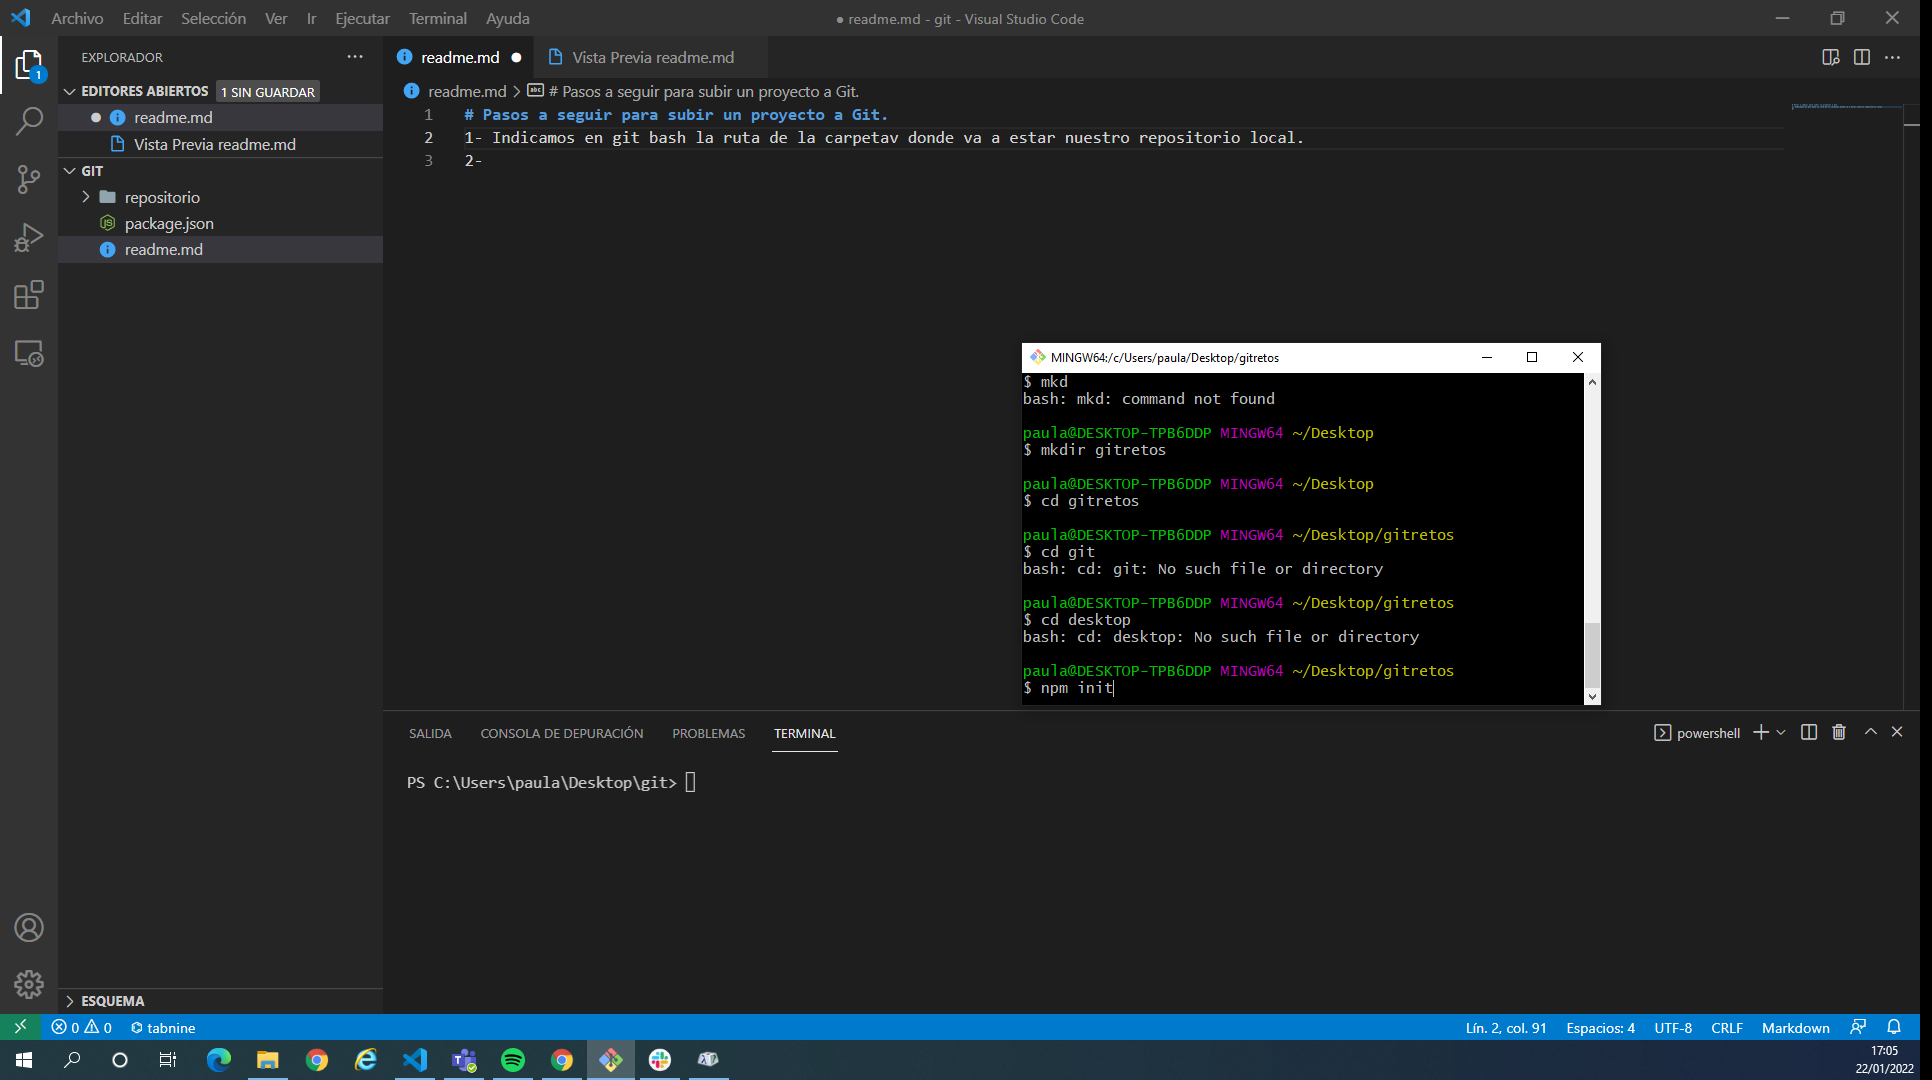 Archivo Editar Selección Ver Ir Ejecutar Terminal Ayuda
● readme.md - git - Visual Studio Code
EXPLORADOR
EDITORES ABIERTOS 1 SIN GUARDAR
readme.md
Vista Previa readme.md
GIT
repositorio
package.json
readme.md
ESQUEMA
1
readme.md
Vista Previa readme.md
readme.md > # Pasos a seguir para subir un proyecto a Git.
1 # Pasos a seguir para subir un proyecto a Git.
2 1- Indicamos en git bash la ruta de la carpetav donde va a estar nuestro repositorio local.
3 2-
MINGW64:/c/Users/paula/Desktop/gitretos
$ mkd
bash: mkd: command not found
paula@DESKTOP-TPB6DDP MINGW64 ~/Desktop
$ mkdir gitretos
paula@DESKTOP-TPB6DDP MINGW64 ~/Desktop
$ cd gitretos
paula@DESKTOP-TPB6DDP MINGW64 ~/Desktop/gitretos
$ cd git
bash: cd: git: No such file or directory
paula@DESKTOP-TPB6DDP MINGW64 ~/Desktop/gitretos
$ cd desktop
bash: cd: desktop: No such file or directory
paula@DESKTOP-TPB6DDP MINGW64 ~/Desktop/gitretos
$ npm init
SALIDA CONSOLA DE DEPURACIÓN PROBLEMAS TERMINAL
powershell
PS C:\Users\paula\Desktop\git>
0 0 tabnine
Lín. 2, col. 91 Espacios: 4 UTF-8 CRLF Markdown
17:05
22/01/2022